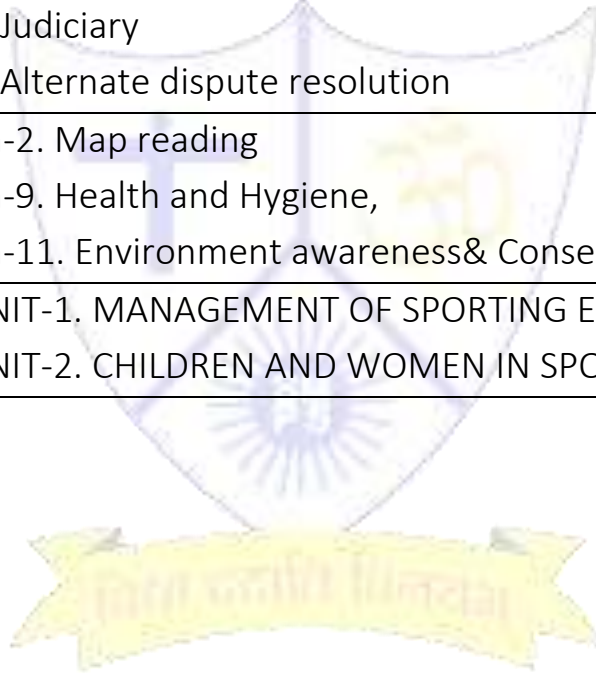 Judiciary
Alternate dispute resolution
-2. Map reading
-9. Health and Hygiene,
-11. Environment awareness& Conse
NIT-1. MANAGEMENT OF SPORTING E
NIT-2. CHILDREN AND WOMEN IN SPO